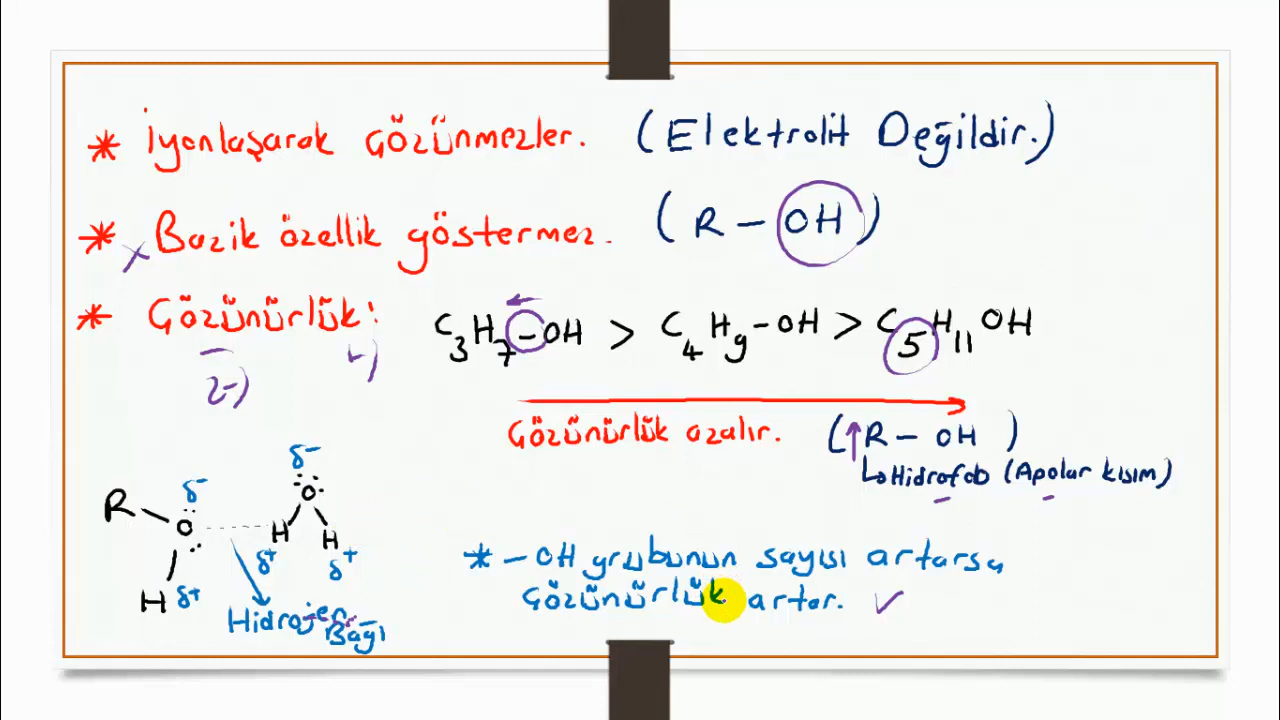 * İyonlaşarak Çözünmezler. (Elektrolit Değildir.)
* Bazik özellik göstermez. (R - OH)
* Çözünürlük: C3H7-OH > C4H9-OH > C5H11OH
2-)
Çözünürlük azalır. (↑R - OH)
↳Hidrofob (Apolar kısım)
δ- δ-
R O O
H H
H δ+ δ+ δ+
Hidrojen
Bağı
* -OH grubunun sayısı artarsa
Çözünürlük artar. ✓